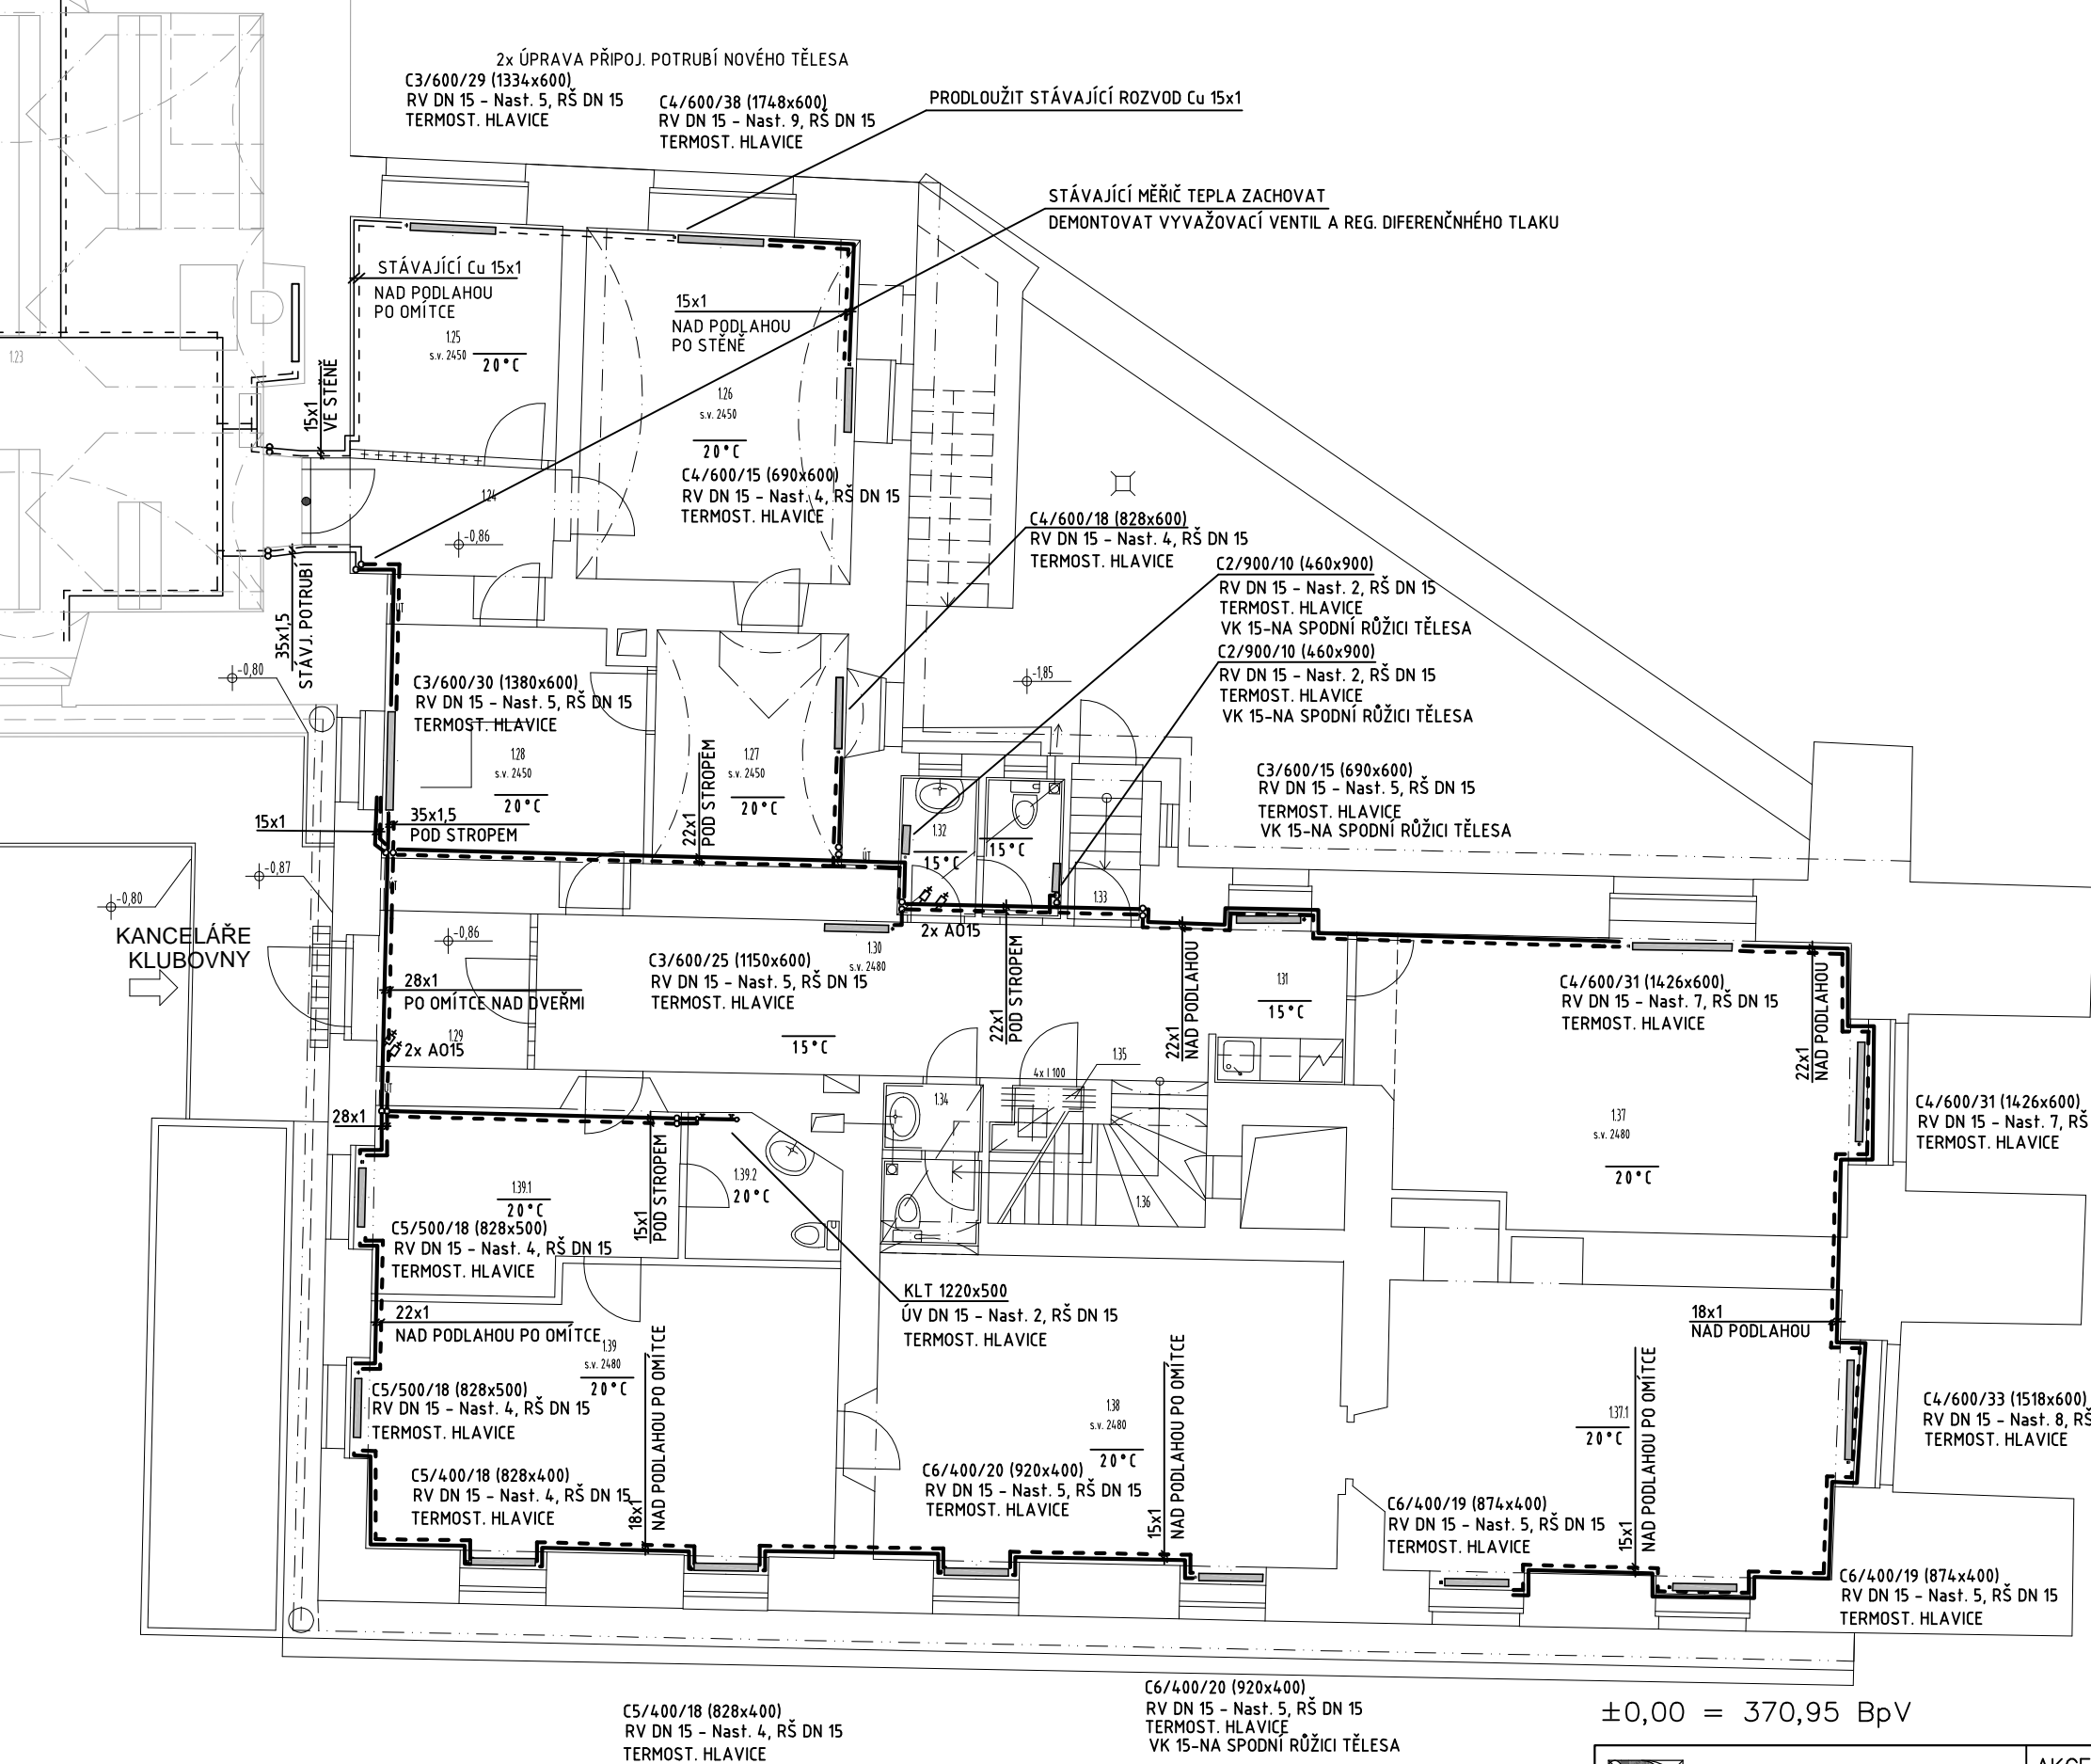 2x ÚPRAVA PŘIPOJ. POTRUBÍ NOVÉHO TĚLESA
C3/600/29 (1334x600)
RV DN 15 - Nast. 5, RŠ DN 15
TERMOST. HLAVICE
C4/600/38 (1748x600)
RV DN 15 - Nast. 9, RŠ DN 15
TERMOST. HLAVICE
PRODLOUŽIT STÁVAJÍCÍ ROZVOD Cu 15x1
STÁVAJÍCÍ MĚŘIČ TEPLA ZACHOVAT
DEMONTOVAT VYVAŽOVACÍ VENTIL A REG. DIFERENČNHÉHO TLAKU
STÁVAJÍCÍ Cu 15x1
NAD PODLAHOU
PO OMÍTCE
1.25
s.v. 2450
20°C
15x1
NAD PODLAHOU
PO STĚNĚ
1.23
15x1
VE STĚNĚ
1.26
s.v. 2450
20°C
C4/600/15 (690x600)
RV DN 15 - Nast. 4, RŠ DN 15
TERMOST. HLAVICE
1.24
-0,86
C4/600/18 (828x600)
RV DN 15 - Nast. 4, RŠ DN 15
TERMOST. HLAVICE
C2/900/10 (460x900)
RV DN 15 - Nast. 2, RŠ DN 15
TERMOST. HLAVICE
VK 15-NA SPODNÍ RŮŽICI TĚLESA
C2/900/10 (460x900)
RV DN 15 - Nast. 2, RŠ DN 15
TERMOST. HLAVICE
VK 15-NA SPODNÍ RŮŽICI TĚLESA
35x1,5
STÁVJ. POTRUBÍ
ÚT
-0,80
-1,85
C3/600/30 (1380x600)
RV DN 15 - Nast. 5, RŠ DN 15
TERMOST. HLAVICE
1.28
s.v. 2450
20°C
22x1
POD STROPEM
1.27
s.v. 2450
20°C
C3/600/15 (690x600)
RV DN 15 - Nast. 5, RŠ DN 15
TERMOST. HLAVICE
VK 15-NA SPODNÍ RŮŽICI TĚLESA
15x1
35x1,5
POD STROPEM
1.32
15°C
15°C
ÚT
-0,87
ÚT
-0,80
1.33
KANCELÁŘE
KLUBOVNY
-0,86
2x AO15
1.30
s.v. 2480
C3/600/25 (1150x600)
RV DN 15 - Nast. 5, RŠ DN 15
TERMOST. HLAVICE
15°C
28x1
PO OMÍTCE NAD DVEŘMI
1.29
2x AO15
22x1
POD STROPEM
22x1
NAD PODLAHOU
1.31
15°C
C4/600/31 (1426x600)
RV DN 15 - Nast. 7, RŠ DN 15
TERMOST. HLAVICE
22x1
NAD PODLAHOU
1.35
4x I 100
1.34
ÚT
28x1
1.37
s.v. 2480
20°C
C4/600/31 (1426x600)
RV DN 15 - Nast. 7, RŠ
TERMOST. HLAVICE
1.39.1
20°C
15x1
POD STROPEM
1.39.2
20°C
1.36
C5/500/18 (828x500)
RV DN 15 - Nast. 4, RŠ DN 15
TERMOST. HLAVICE
KLT 1220x500
ÚV DN 15 - Nast. 2, RŠ DN 15
TERMOST. HLAVICE
22x1
NAD PODLAHOU PO OMÍTCE
18x1
NAD PODLAHOU
1.39
s.v. 2480
20°C
C5/500/18 (828x500)
RV DN 15 - Nast. 4, RŠ DN 15
TERMOST. HLAVICE
18x1
NAD PODLAHOU PO OMÍTCE
1.38
s.v. 2480
20°C
15x1
NAD PODLAHOU PO OMÍTCE
1.37.1
20°C
15x1
NAD PODLAHOU PO OMÍTCE
C4/600/33 (1518x600)
RV DN 15 - Nast. 8, RŠ
TERMOST. HLAVICE
C5/400/18 (828x400)
RV DN 15 - Nast. 4, RŠ DN 15
TERMOST. HLAVICE
C6/400/20 (920x400)
RV DN 15 - Nast. 5, RŠ DN 15
TERMOST. HLAVICE
C6/400/19 (874x400)
RV DN 15 - Nast. 5, RŠ DN 15
TERMOST. HLAVICE
C6/400/19 (874x400)
RV DN 15 - Nast. 5, RŠ DN 15
TERMOST. HLAVICE
C5/400/18 (828x400)
RV DN 15 - Nast. 4, RŠ DN 15
TERMOST. HLAVICE
C6/400/20 (920x400)
RV DN 15 - Nast. 5, RŠ DN 15
TERMOST. HLAVICE
VK 15-NA SPODNÍ RŮŽICI TĚLESA
±0,00 = 370,95 BpV